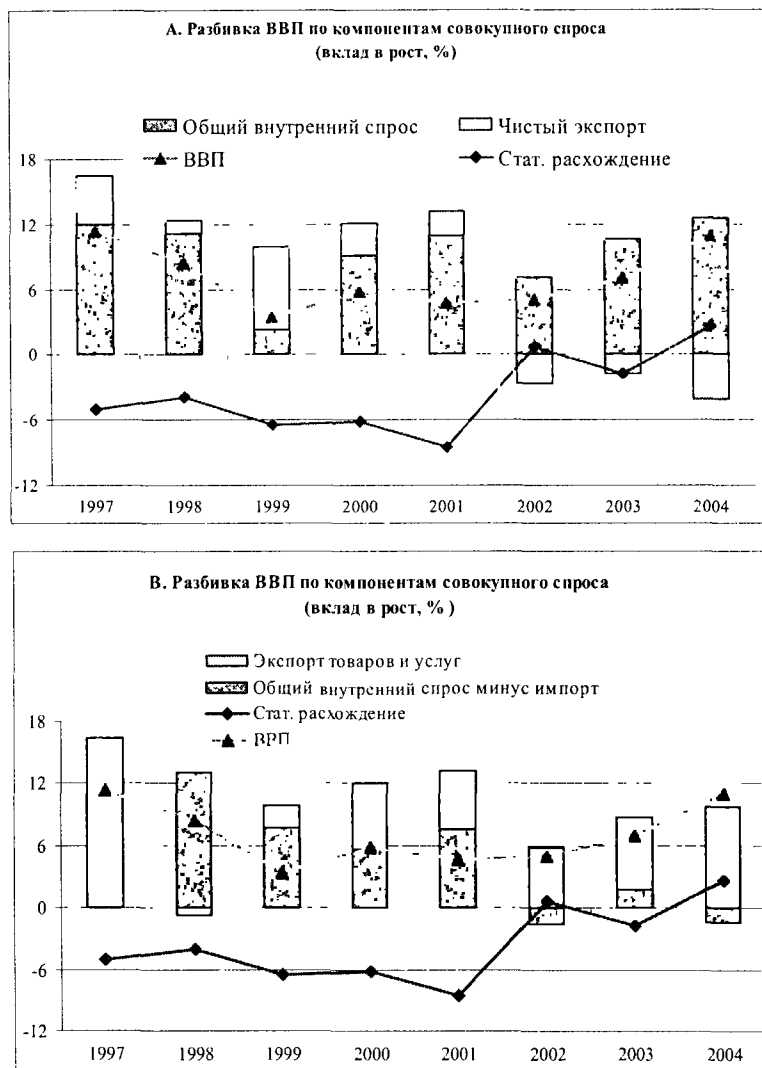 А. Разбивка ВВП по компонентам совокупного спроса
(вклад в рост, %)
Общий внутренний спрос
Чистый экспорт
ВВП
Стат. расхождение
18
12
6
0
-6
-12
1997 1998 1999 2000 2001 2002 2003 2004
В. Разбивка ВВП по компонентам совокупного спроса
(вклад в рост, % )
Экспорт товаров и услуг
Общий внутренний спрос минус импорт
Стат. расхождение
ВВП
18
12
6
0
-6
-12
1997 1998 1999 2000 2001 2002 2003 2004